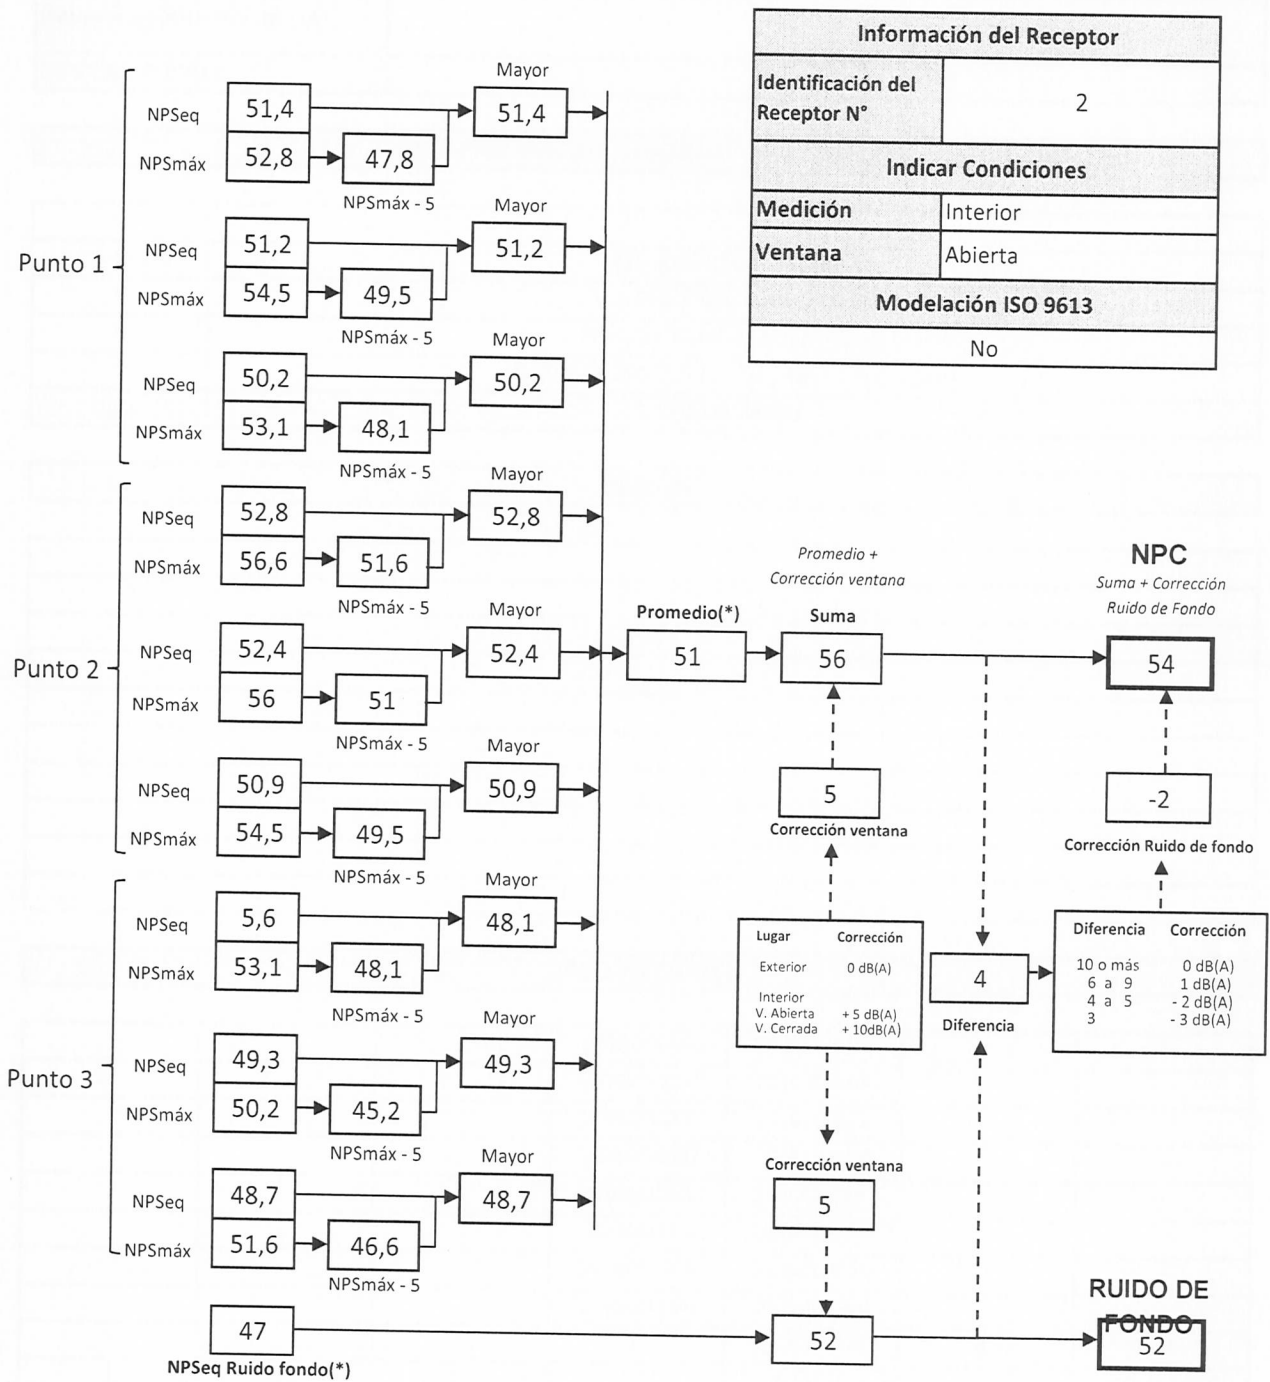 Información del Receptor
Identificación del
Receptor N°
2
Indicar Condiciones
Medición Interior
Ventana Abierta
Modelación ISO 9613
No
Punto 1
Mayor
NPSeq 51,4 51,4
NPSmáx 52,8 47,8
NPSmáx - 5
Mayor
NPSeq 51,2 51,2
NPSmáx 54,5 49,5
NPSmáx - 5
Mayor
NPSeq 50,2 50,2
NPSmáx 53,1 48,1
NPSmáx - 5
Punto 2
Mayor
NPSeq 52,8 52,8
NPSmáx 56,6 51,6
NPSmáx - 5
Mayor
NPSeq 52,4 52,4
NPSmáx 56 51
NPSmáx - 5
Mayor
NPSeq 50,9 50,9
NPSmáx 54,5 49,5
NPSmáx - 5
Punto 3
Mayor
NPSeq 5,6 48,1
NPSmáx 53,1 48,1
NPSmáx - 5
Mayor
NPSeq 49,3 49,3
NPSmáx 50,2 45,2
NPSmáx - 5
Mayor
NPSeq 48,7 48,7
NPSmáx 51,6 46,6
NPSmáx - 5
47
NPSeq Ruido fondo(*)
Promedio(*)
51
Promedio +
Corrección ventana
Suma
56
5
Corrección ventana
Lugar Corrección
Exterior 0 dB(A)
Interior
V. Abierta + 5 dB(A)
V. Cerrada + 10dB(A)
Corrección ventana
5
52
4
Diferencia
NPC
Suma + Corrección
Ruido de Fondo
54
-2
Corrección Ruido de fondo
Diferencia Corrección
10 o más 0 dB(A)
6 a 9 1 dB(A)
4 a 5 - 2 dB(A)
3 - 3 dB(A)
RUIDO DE
FONDO
52